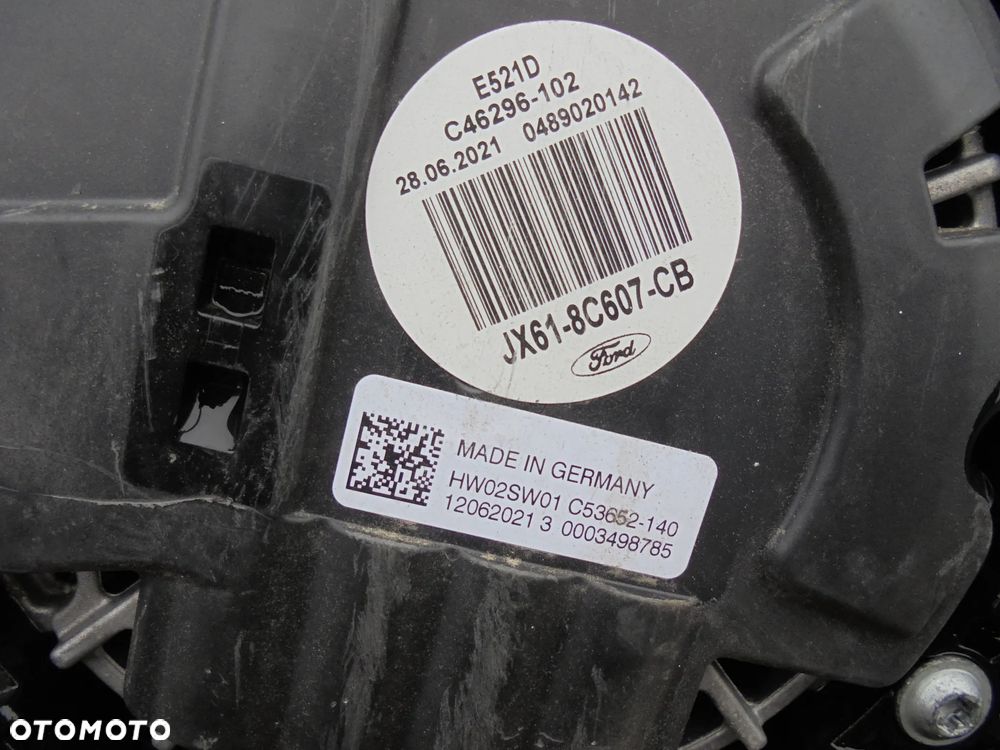 E521D
C46296-102
28.06.2021 0489020142
JX61-8C607-CB
Ford
MADE IN GERMANY
HW02SW01 C53652-140
12062021 3 0003498785
OTOMOTO